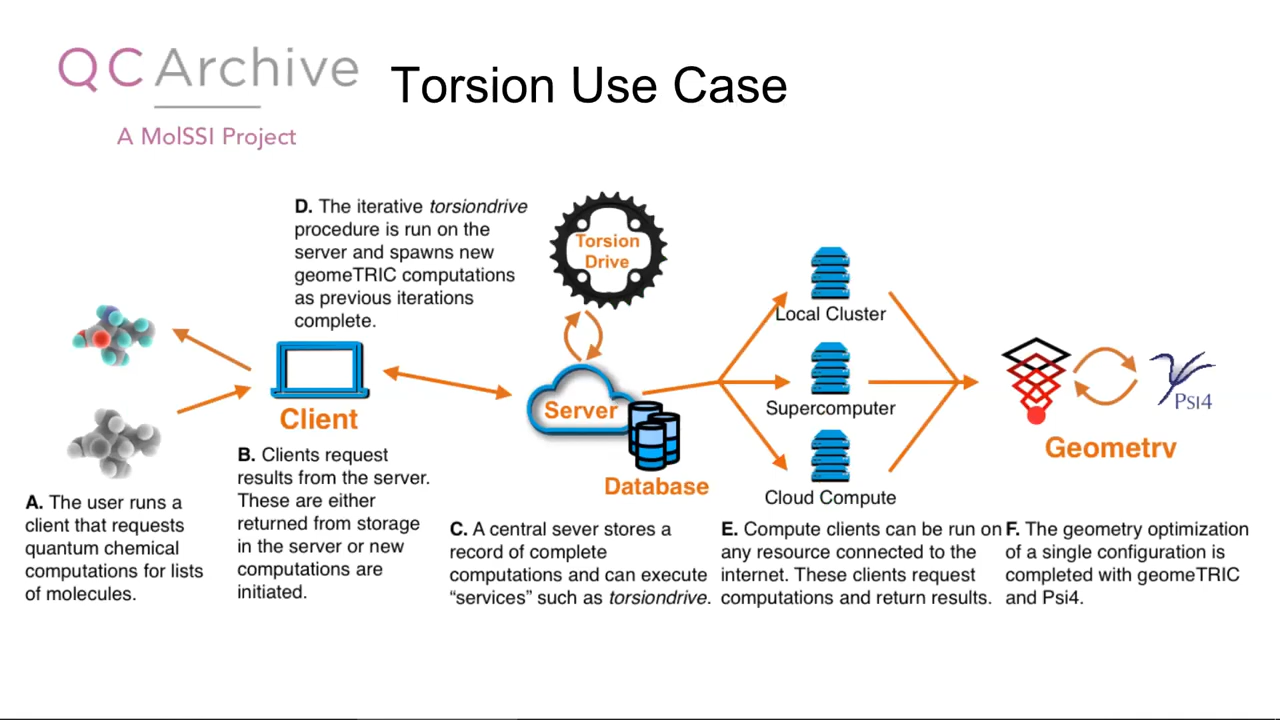 QCArchive
A MolSSI Project
Torsion Use Case
D. The iterative torsiondrive
procedure is run on the
server and spawns new
geomeTRIC computations
as previous iterations
complete.
Torsion
Drive
Local Cluster
Supercomputer
Cloud Compute
Client
Server
Database
PSI4
Geometry
A. The user runs a
client that requests
quantum chemical
computations for lists
of molecules.
B. Clients request
results from the server.
These are either
returned from storage
in the server or new
computations are
initiated.
C. A central sever stores a
record of complete
computations and can execute
“services” such as torsiondrive.
E. Compute clients can be run on
any resource connected to the
internet. These clients request
computations and return results.
F. The geometry optimization
of a single configuration is
completed with geomeTRIC
and Psi4.